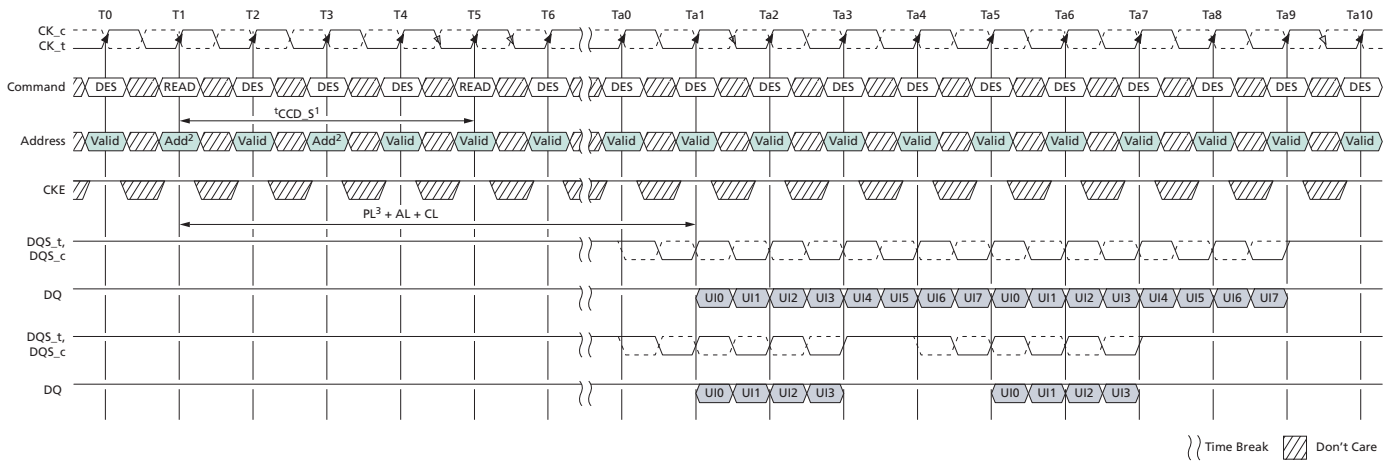 T0 T1 T2 T3 T4 T5 T6 Ta0 Ta1 Ta2 Ta3 Ta4 Ta5 Ta6 Ta7 Ta8 Ta9 Ta10
CK_c
CK_t
Command DES READ DES DES DES READ DES DES DES DES DES DES DES DES DES DES DES DES
tCCD_S1
Address Valid Add2 Valid Add2 Valid Valid Valid Valid Valid Valid Valid Valid Valid Valid Valid Valid Valid Valid
CKE
PL3 + AL + CL
DQS_t,
DQS_c
DQ UI0 UI1 UI2 UI3 UI4 UI5 UI6 UI7 UI0 UI1 UI2 UI3 UI4 UI5 UI6 UI7
DQS_t,
DQS_c
DQ UI0 UI1 UI2 UI3 UI0 UI1 UI2 UI3
Time Break Don't Care